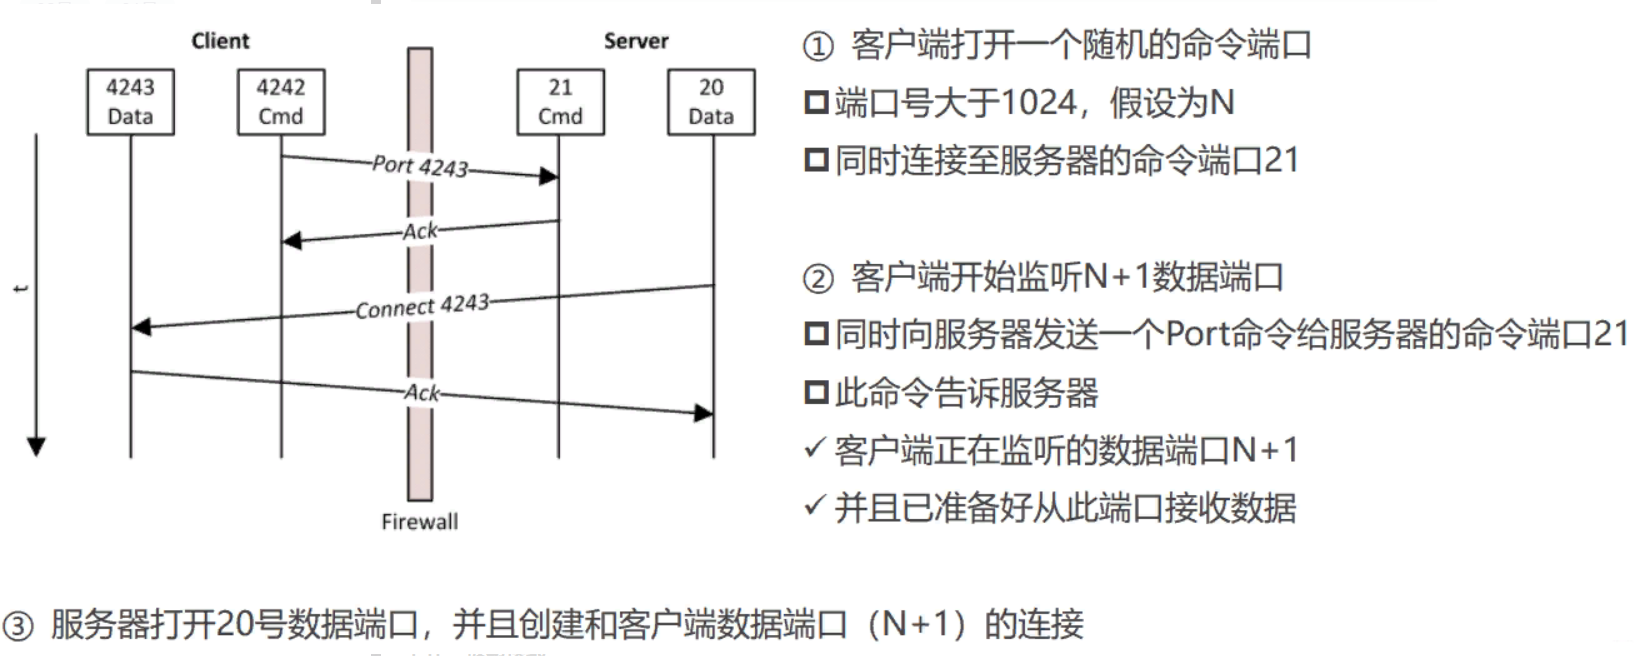 Client
Server
4243
Data
4242
Cmd
21
Cmd
20
Data
Port 4243
Ack
t
Connect 4243
Ack
Firewall
① 客户端打开一个随机的命令端口
端口号大于1024，假设为N
同时连接至服务器的命令端口21
② 客户端开始监听N+1数据端口
同时向服务器发送一个Port命令给服务器的命令端口21
此命令告诉服务器
✓ 客户端正在监听的数据端口N+1
✓ 并且已准备好从此端口接收数据
③ 服务器打开20号数据端口，并且创建和客户端数据端口（N+1）的连接